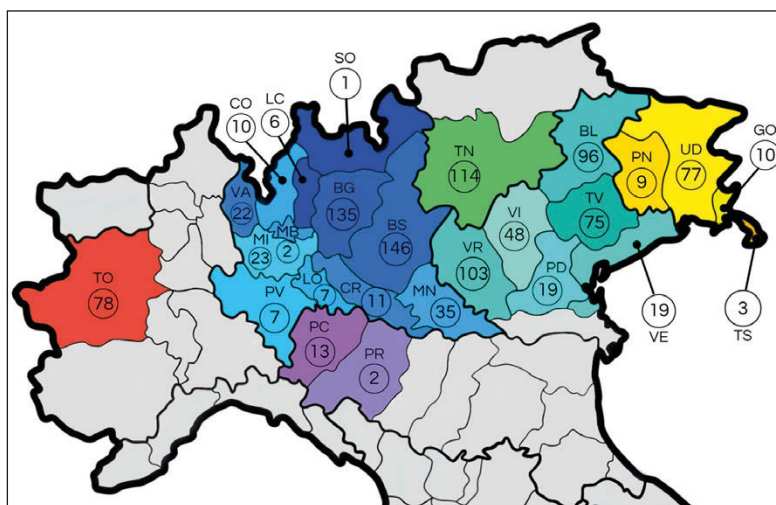 SO
1
CO
10
LC
6
GO
10
BL
96
PN
9
UD
77
TN
114
VA
22
BG
135
TV
75
VI
48
BS
146
MI
23
MB
2
VR
103
TO
78
PD
19
LO
7
CR
11
MN
35
PV
7
19
VE
3
TS
PC
13
PR
2